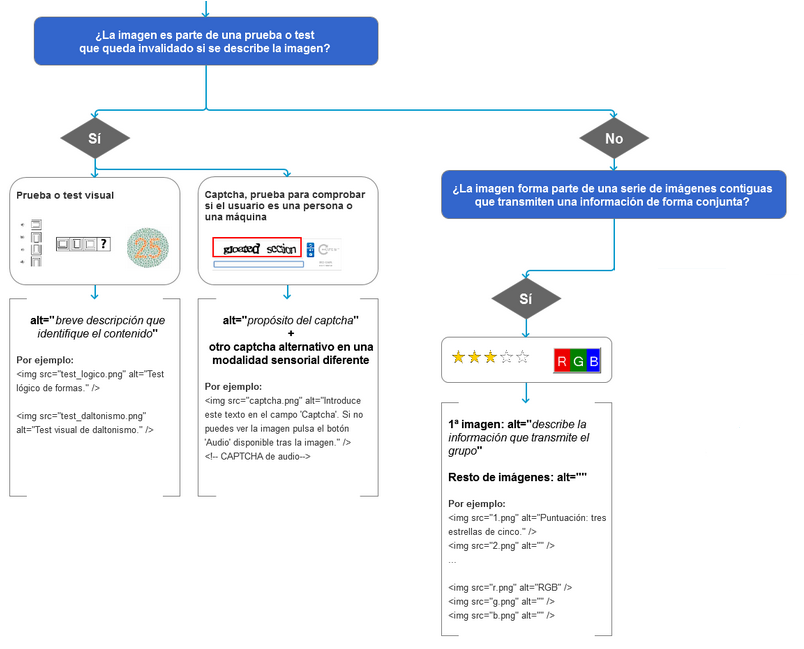 ¿La imagen es parte de una prueba o test
que queda invalidado si se describe la imagen?
Sí
No
Prueba o test visual
?
25
Captcha, prueba para comprobar
si el usuario es una persona o
una máquina
section
alt="breve descripción que
identifique el contenido"
Por ejemplo:
<img src="test_logico.png" alt="Test
lógico de formas." />
<img src="test_daltonismo.png"
alt="Test visual de daltonismo." />
alt="propósito del captcha"
+
otro captcha alternativo en una
modalidad sensorial diferente
Por ejemplo:
<img src="captcha.png" alt="Introduce
este texto en el campo 'Captcha'. Si no
puedes ver la imagen pulsa el botón
'Audio' disponible tras la imagen." />
<!-- CAPTCHA de audio-->
¿La imagen forma parte de una serie de imágenes contiguas
que transmiten una información de forma conjunta?
Sí
R G B
1ª imagen: alt="describe la
información que transmite el
grupo"
Resto de imágenes: alt=""
Por ejemplo:
<img src="1.png" alt="Puntuación: tres
estrellas de cinco." />
<img src="2.png" alt="" />
...
<img src="r.png" alt="RGB" />
<img src="g.png" alt="" />
<img src="b.png" alt="" />